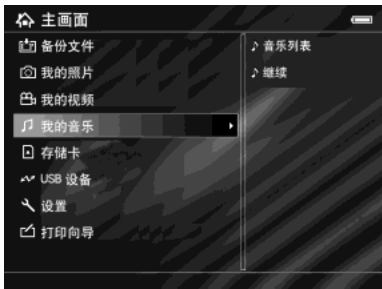 主画面
备份文件
我的照片
我的视频
我的音乐
存储卡
USB 设备
设置
打印向导
音乐列表
继续